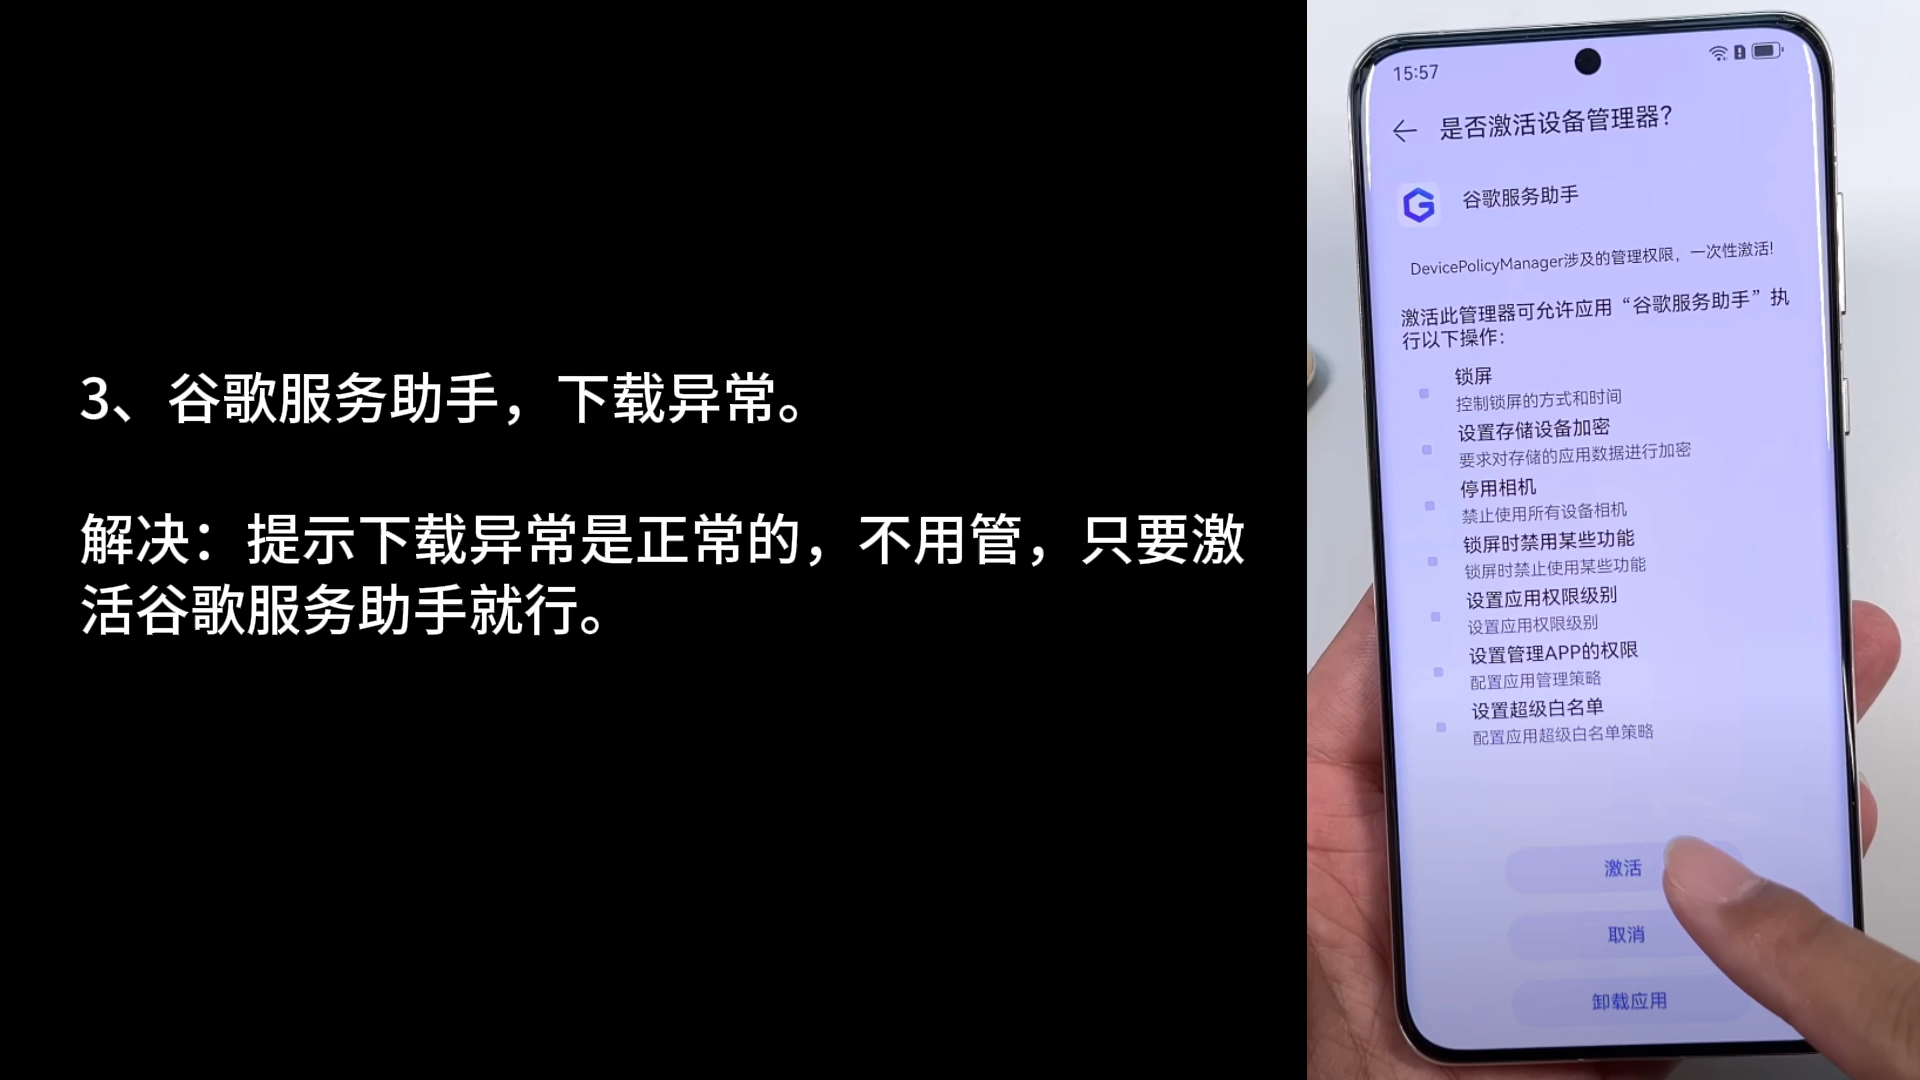 3、谷歌服务助手，下载异常。
解决：提示下载异常是正常的，不用管，只要激
活谷歌服务助手就行。
15:57
是否激活设备管理器？
谷歌服务助手
DevicePolicyManager涉及的管理权限，一次性激活!
激活此管理器可允许应用“谷歌服务助手”执
行以下操作：
锁屏
控制锁屏的方式和时间
设置存储设备加密
要求对存储的应用数据进行加密
停用相机
禁止使用所有设备相机
锁屏时禁用某些功能
锁屏时禁止使用某些功能
设置应用权限级别
设置应用权限级别
设置管理APP的权限
配置应用管理策略
设置超级白名单
配置应用超级白名单策略
激活
取消
卸载应用